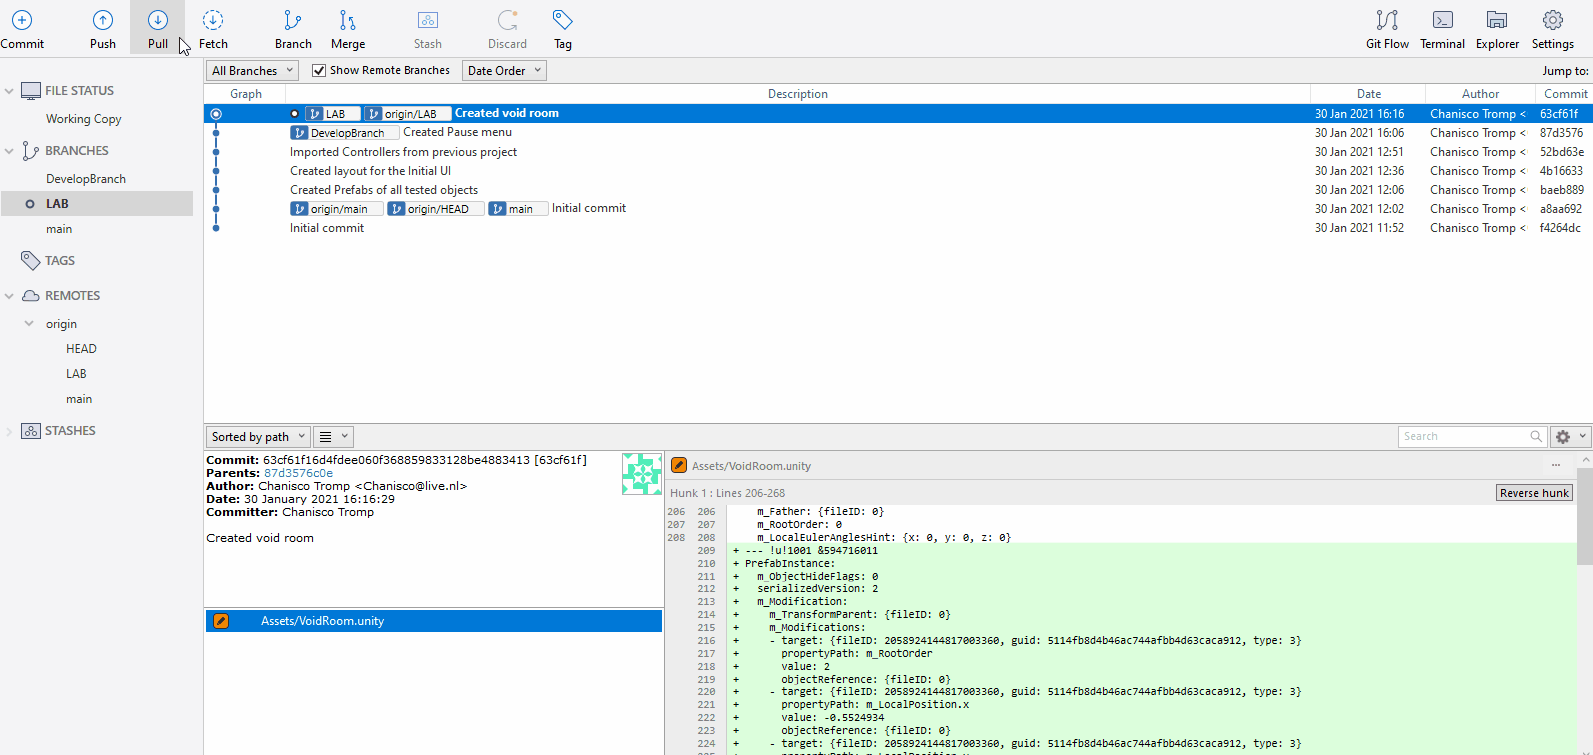 Commit Push Pull Fetch Branch Merge Stash Discard Tag Git Flow Terminal Explorer Settings
All Branches Show Remote Branches Date Order Jump to:
FILE STATUS
Working Copy
BRANCHES
DevelopBranch
LAB
main
TAGS
REMOTES
origin
HEAD
LAB
main
STASHES
Graph Description Date Author Commit
LAB origin/LAB Created void room 30 Jan 2021 16:16 Chanisco Tromp < 63cf61f
DevelopBranch Created Pause menu 30 Jan 2021 16:06 Chanisco Tromp < 87d3576
Imported Controllers from previous project 30 Jan 2021 12:51 Chanisco Tromp < 52bd63e
Created layout for the Initial UI 30 Jan 2021 12:36 Chanisco Tromp < 4b16633
Created Prefabs of all tested objects 30 Jan 2021 12:06 Chanisco Tromp < baeb889
origin/main origin/HEAD main Initial commit 30 Jan 2021 12:02 Chanisco Tromp < a8aa692
Initial commit 30 Jan 2021 11:52 Chanisco Tromp < f4264dc
Sorted by path Search
Commit: 63cf61f16d4fdee060f368859833128be4883413 [63cf61f]
Parents: 87d3576c0e
Author: Chanisco Tromp <Chanisco@live.nl>
Date: 30 January 2021 16:16:29
Committer: Chanisco Tromp
Created void room
Assets/VoidRoom.unity
Assets/VoidRoom.unity ...
Hunk 1 : Lines 206-268 Reverse hunk
206 206 m_Father: {fileID: 0}
207 207 m_RootOrder: 0
208 208 m_LocalEulerAnglesHint: {x: 0, y: 0, z: 0}
209 + --- !u!1001 &594716011
210 + PrefabInstance:
211 + m_ObjectHideFlags: 0
212 + serializedVersion: 2
213 + m_Modification:
214 + m_TransformParent: {fileID: 0}
215 + m_Modifications:
216 + - target: {fileID: 2058924144817003360, guid: 5114fb8d4b46ac744afbb4d63caca912, type: 3}
217 + propertyPath: m_RootOrder
218 + value: 2
219 + objectReference: {fileID: 0}
220 + - target: {fileID: 2058924144817003360, guid: 5114fb8d4b46ac744afbb4d63caca912, type: 3}
221 + propertyPath: m_LocalPosition.x
222 + value: -0.5524934
223 + objectReference: {fileID: 0}
224 + - target: {fileID: 2058924144817003360, guid: 5114fb8d4b46ac744afbb4d63caca912, type: 3}